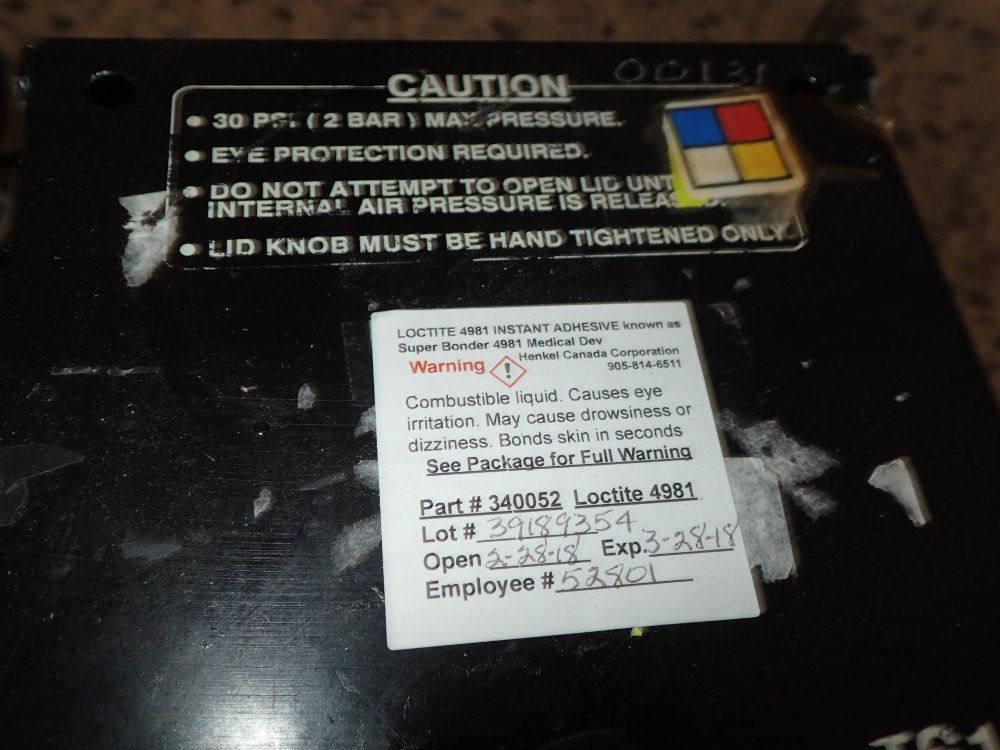 CAUTION
00131
• 30 PSI ( 2 BAR ) MAX PRESSURE.
• EYE PROTECTION REQUIRED.
• DO NOT ATTEMPT TO OPEN LID UNT
INTERNAL AIR PRESSURE IS RELEASED.
• LID KNOB MUST BE HAND TIGHTENED ONLY.
LOCTITE 4981 INSTANT ADHESIVE known as
Super Bonder 4981 Medical Dev
Warning ! Henkel Canada Corporation
905-814-6511
Combustible liquid. Causes eye
irritation. May cause drowsiness or
dizziness. Bonds skin in seconds
See Package for Full Warning
Part # 340052 Loctite 4981
Lot # 39189354
Open 2-28-18 Exp. 3-28-18
Employee # 52801